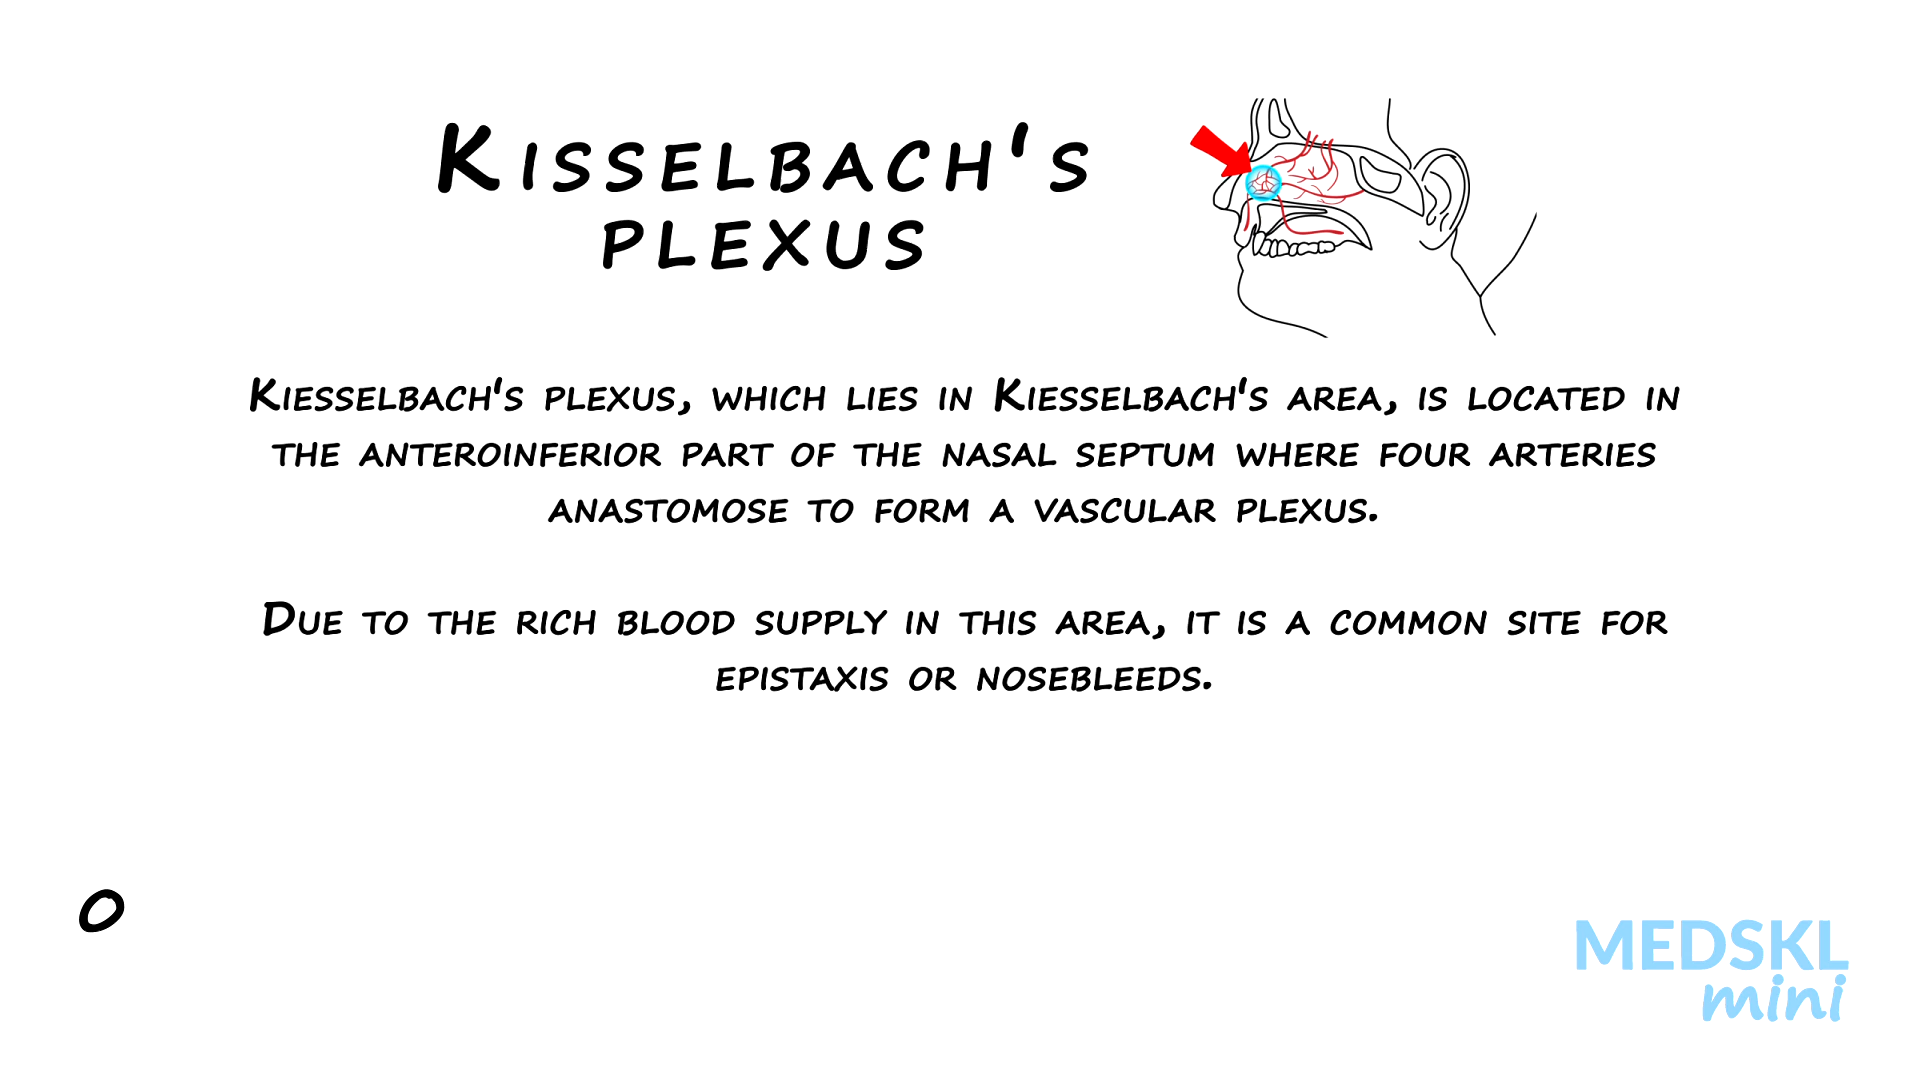 Kisselbach's
plexus
Kiesselbach's plexus, which lies in Kiesselbach's area, is located in
the anteroinferior part of the nasal septum where four arteries
anastomose to form a vascular plexus.
Due to the rich blood supply in this area, it is a common site for
epistaxis or nosebleeds.
0
MEDSKL
mini